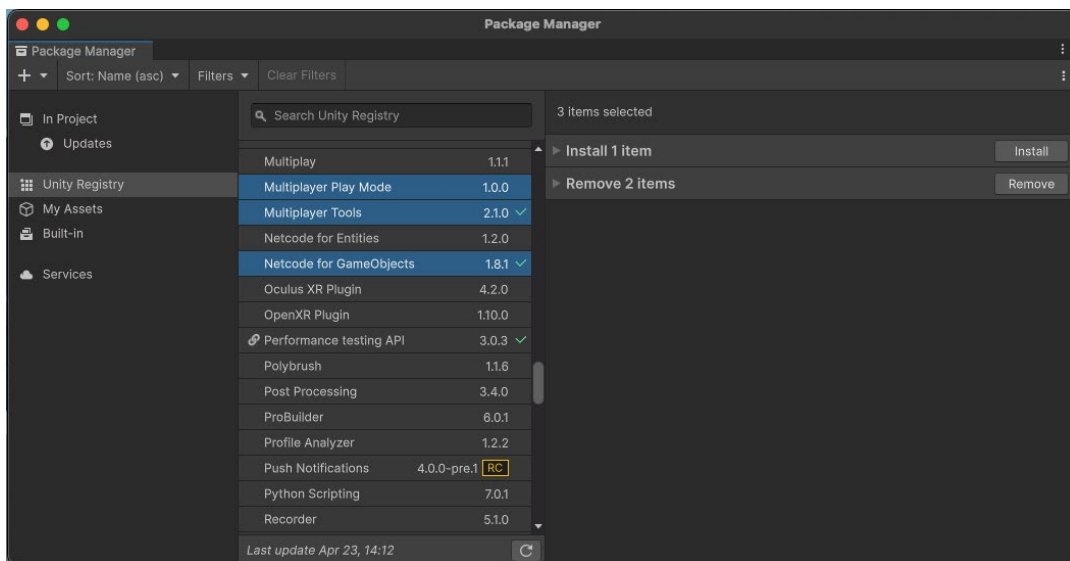 Package Manager
Package Manager
Sort: Name (asc)
Filters
Clear Filters
In Project
Updates
Unity Registry
My Assets
Built-in
Services
Search Unity Registry
Multiplay 1.1.1
Multiplayer Play Mode 1.0.0
Multiplayer Tools 2.1.0
Netcode for Entities 1.2.0
Netcode for GameObjects 1.8.1
Oculus XR Plugin 4.2.0
OpenXR Plugin 1.10.0
Performance testing API 3.0.3
Polybrush 1.1.6
Post Processing 3.4.0
ProBuilder 6.0.1
Profile Analyzer 1.2.2
Push Notifications 4.0.0-pre.1 RC
Python Scripting 7.0.1
Recorder 5.1.0
Last update Apr 23, 14:12
3 items selected
Install 1 item Install
Remove 2 items Remove